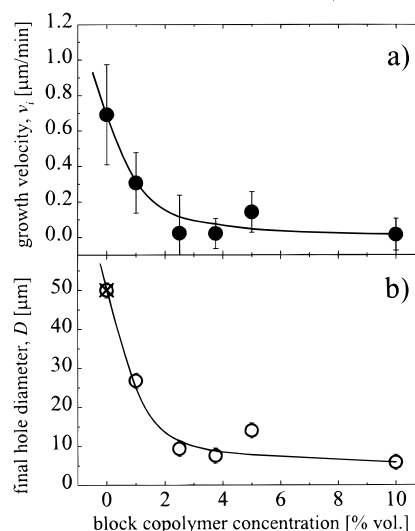 a)
growth velocity, v_i [μm/min]
1.2
1.0
0.8
0.6
0.4
0.2
0.0
b)
final hole diameter, D [μm]
50
40
30
20
10
0
0 2 4 6 8 10
block copolymer concentration [% vol.]